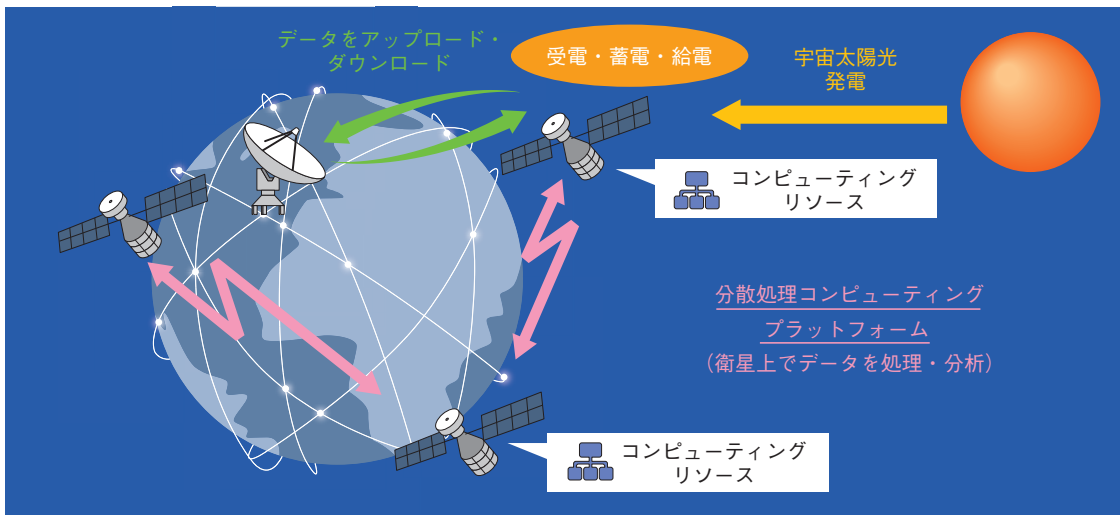 データをアップロード・
ダウンロード
受電・蓄電・給電
宇宙太陽光
発電
コンピューティング
リソース
分散処理コンピューティング
プラットフォーム
（衛星上でデータを処理・分析）
コンピューティング
リソース